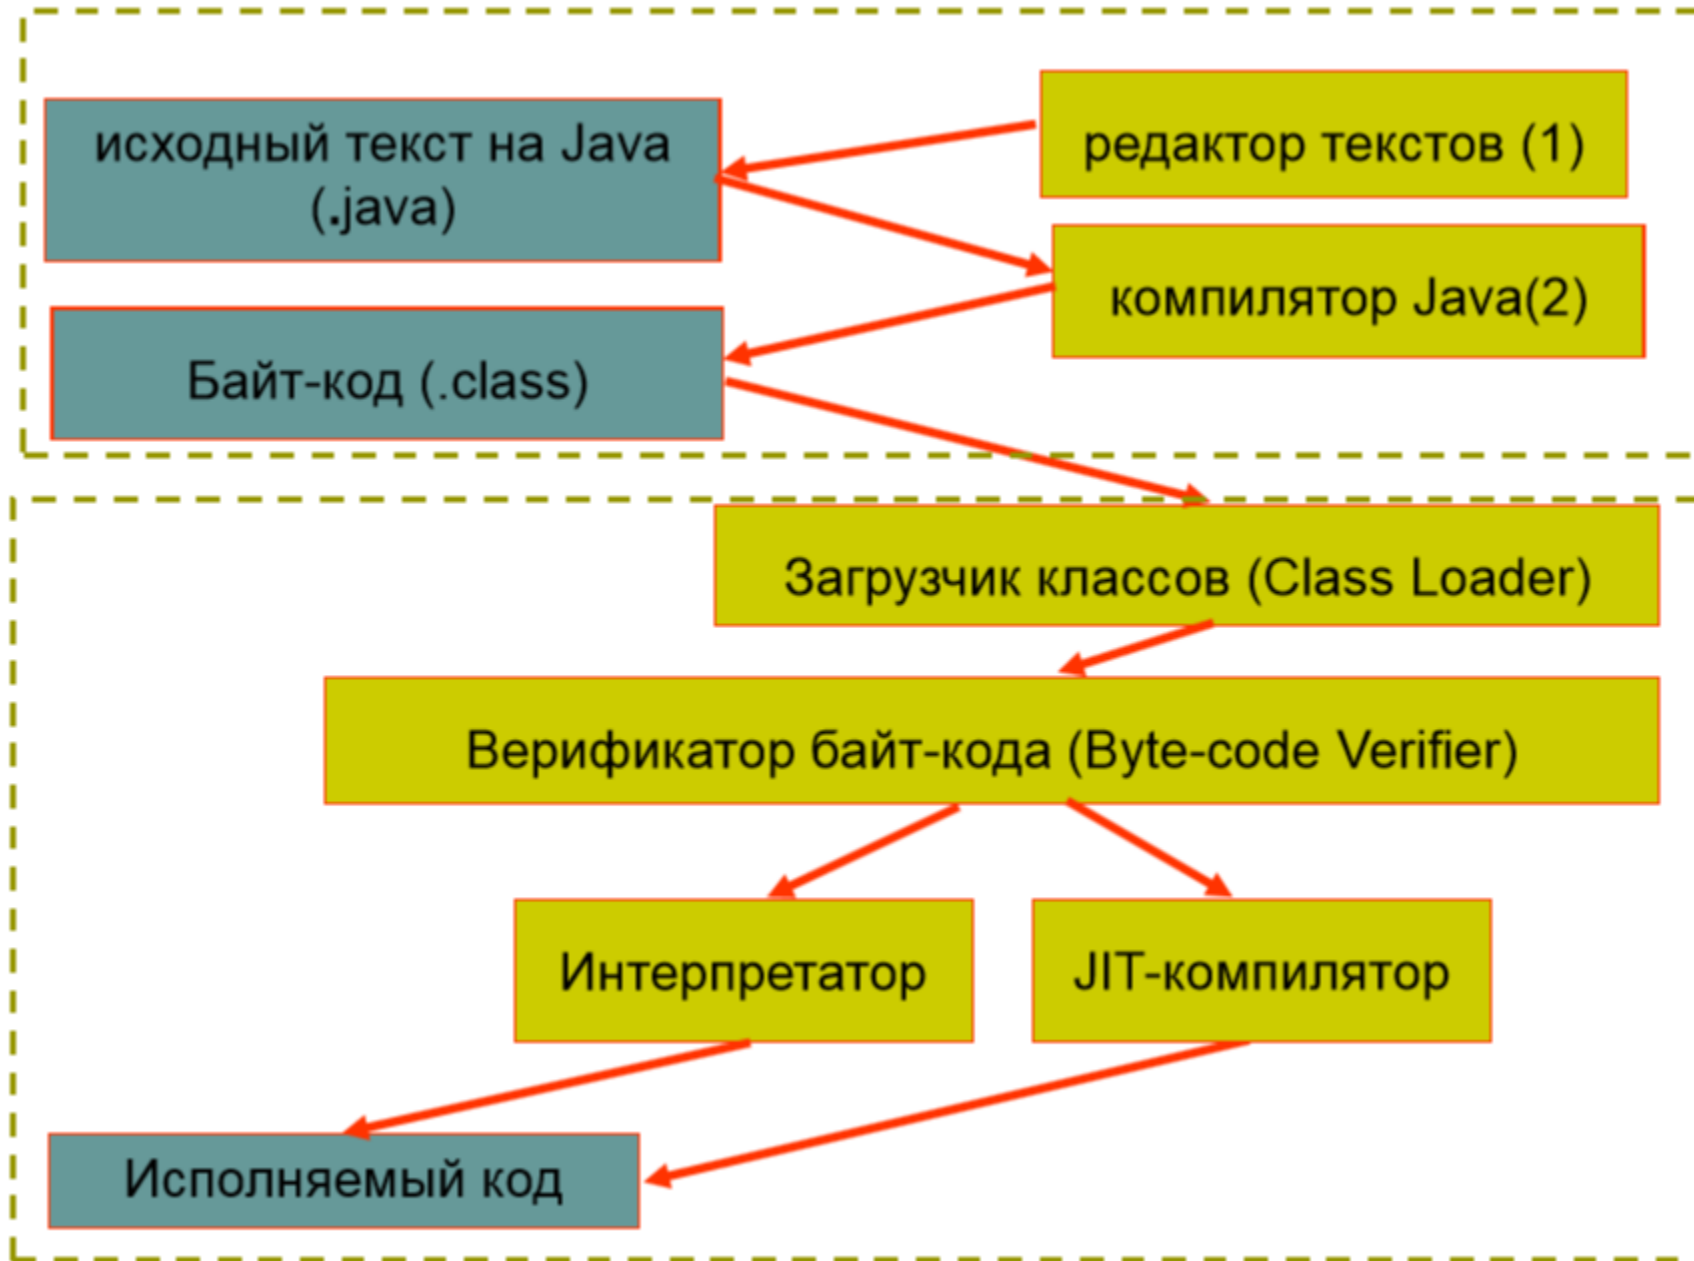 исходный текст на Java
(.java)
редактор текстов (1)
компилятор Java(2)
Байт-код (.class)
Загрузчик классов (Class Loader)
Верификатор байт-кода (Byte-code Verifier)
Интерпретатор
JIT-компилятор
Исполняемый код